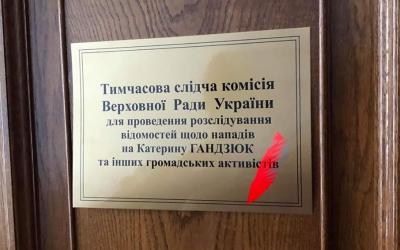 Тимчасова слідча комісія
Верховної Ради України
для проведення розслідування
відомостей щодо нападів
на Катерину ГАНДЗЮК
та інших громадських активістів